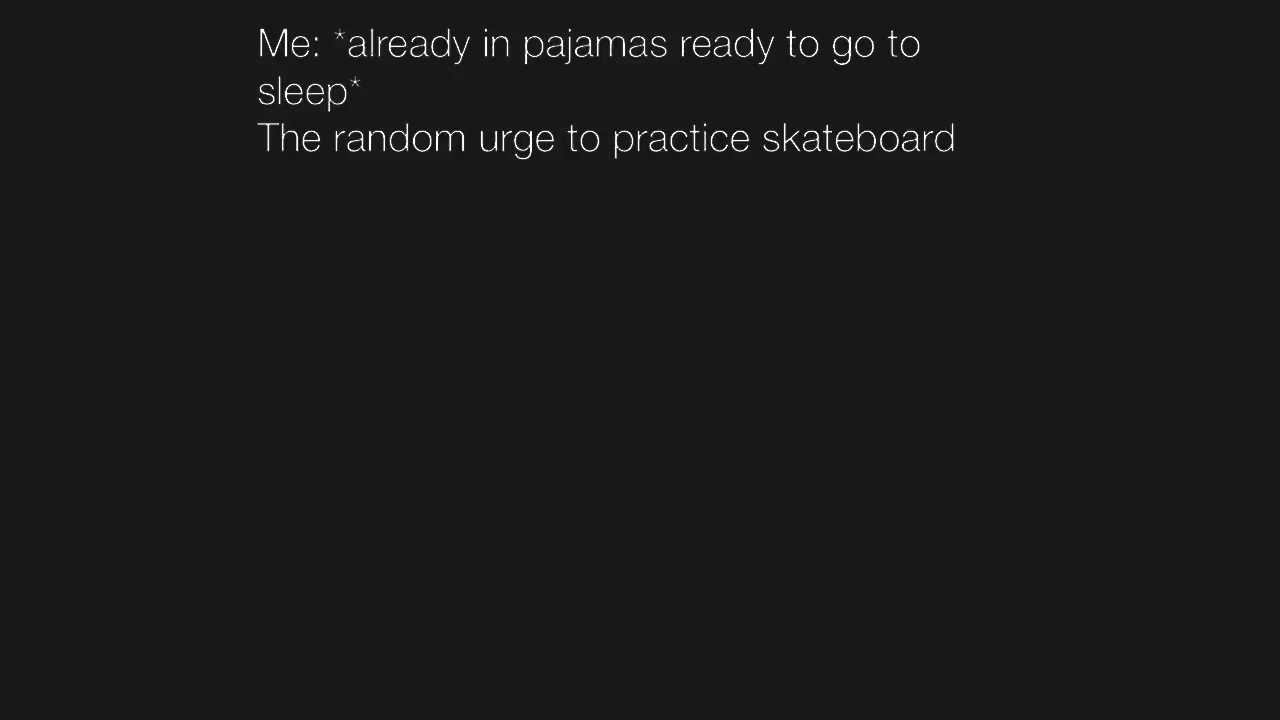 Me: *already in pajamas ready to go to
sleep*
The random urge to practice skateboard